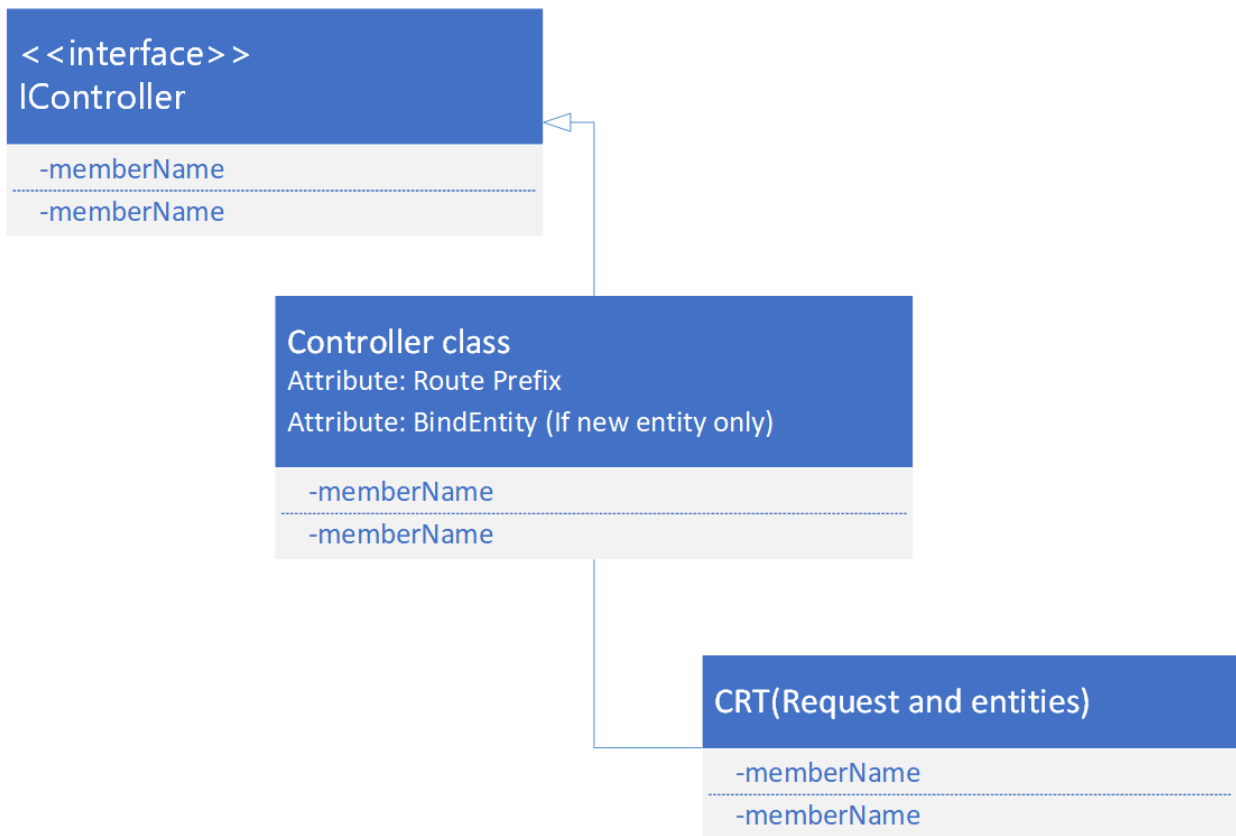 <<interface>>
IController
-memberName
-memberName
Controller class
Attribute: Route Prefix
Attribute: BindEntity (If new entity only)
-memberName
-memberName
CRT(Request and entities)
-memberName
-memberName